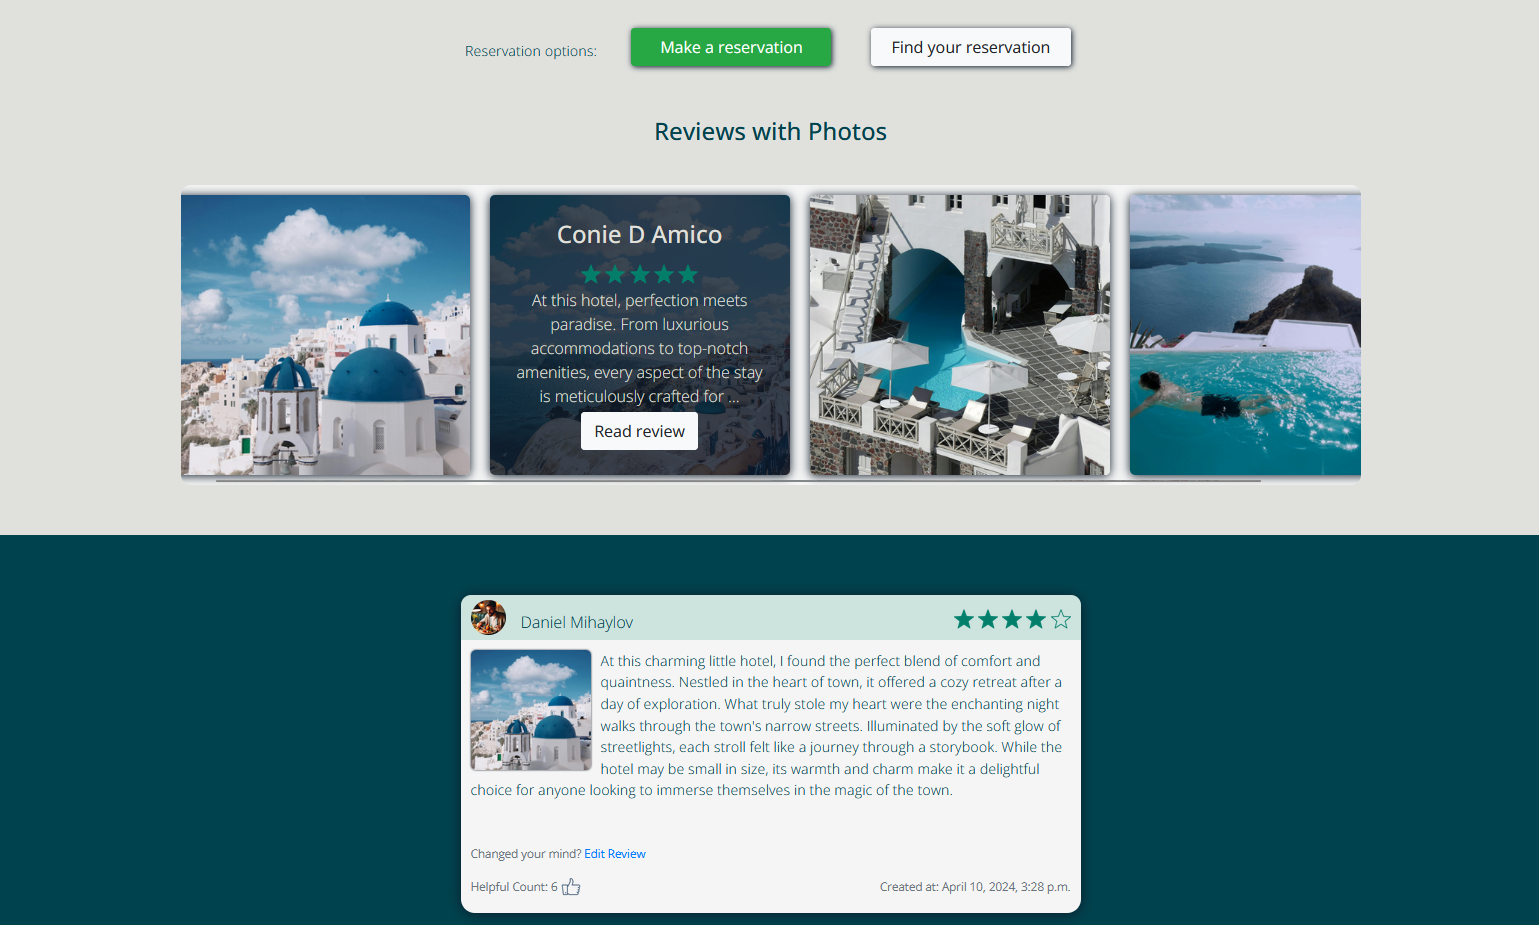 Reservation options:
Make a reservation
Find your reservation
Reviews with Photos
Conie D Amico
At this hotel, perfection meets
paradise. From luxurious
accommodations to top-notch
amenities, every aspect of the stay
is meticulously crafted for ...
Read review
Daniel Mihaylov
At this charming little hotel, I found the perfect blend of comfort and
quaintness. Nestled in the heart of town, it offered a cozy retreat after a
day of exploration. What truly stole my heart were the enchanting night
walks through the town's narrow streets. Illuminated by the soft glow of
streetlights, each stroll felt like a journey through a storybook. While the
hotel may be small in size, its warmth and charm make it a delightful
choice for anyone looking to immerse themselves in the magic of the town.
Changed your mind? Edit Review
Helpful Count: 6
Created at: April 10, 2024, 3:28 p.m.